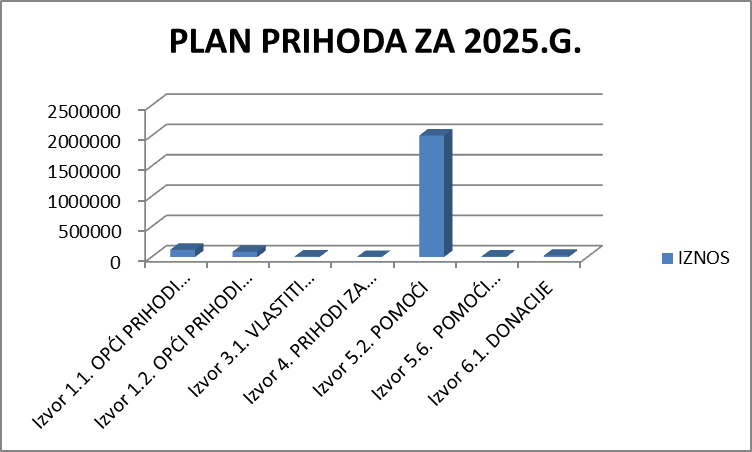 PLAN PRIHODA ZA 2025.G.
2500000
2000000
1500000
1000000
500000
0
IZNOS
Izvor 1.1. OPĆI PRIHODI...
Izvor 1.2. OPĆI PRIHODI...
Izvor 3.1. VLASTITI...
Izvor 4. PRIHODI ZA...
Izvor 5.2. POMOĆI
Izvor 5.6. POMOĆI...
Izvor 6.1. DONACIJE